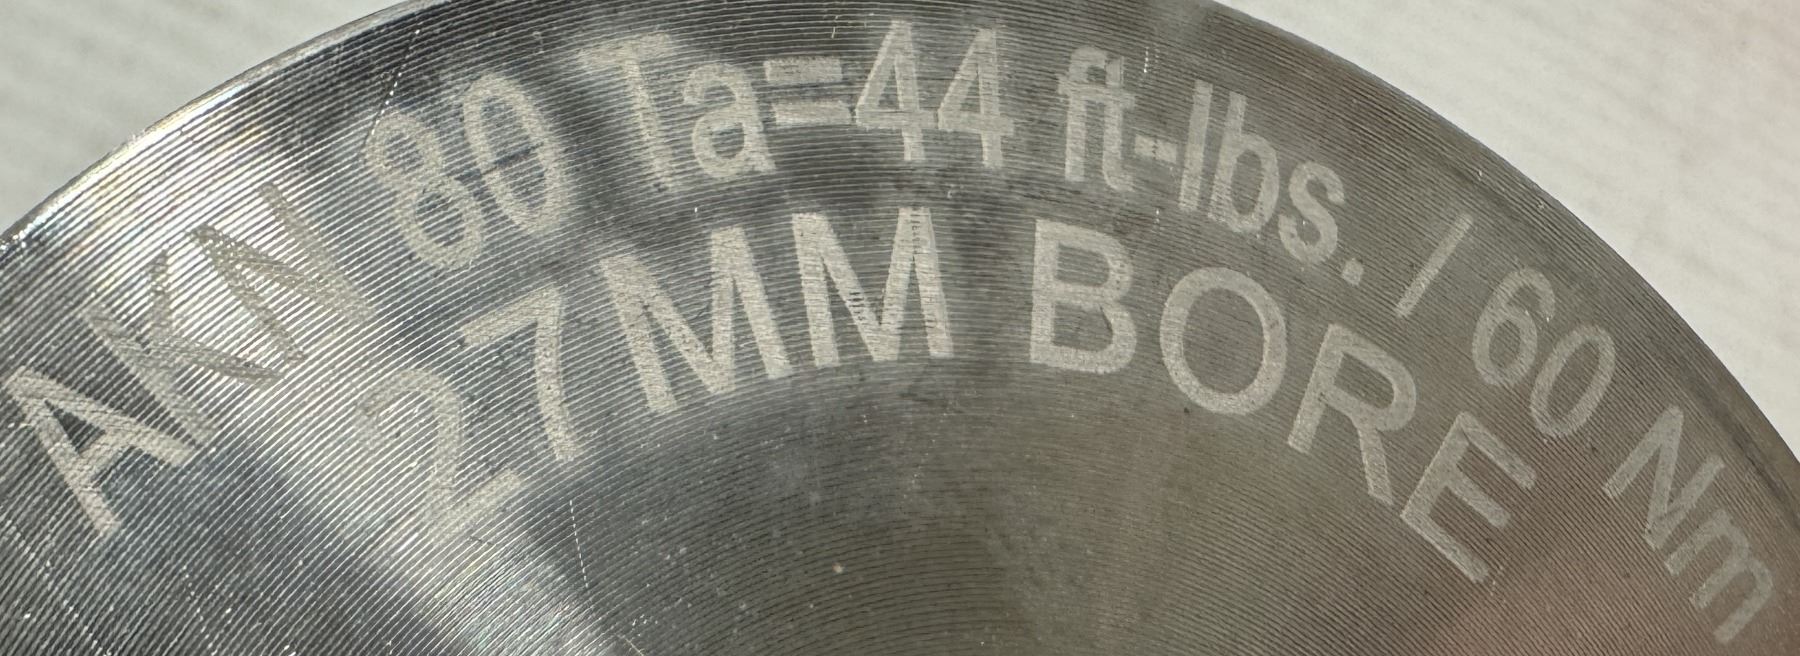 AKN 80 Ta=44 ft-lbs. / 60 Nm
27MM BORE